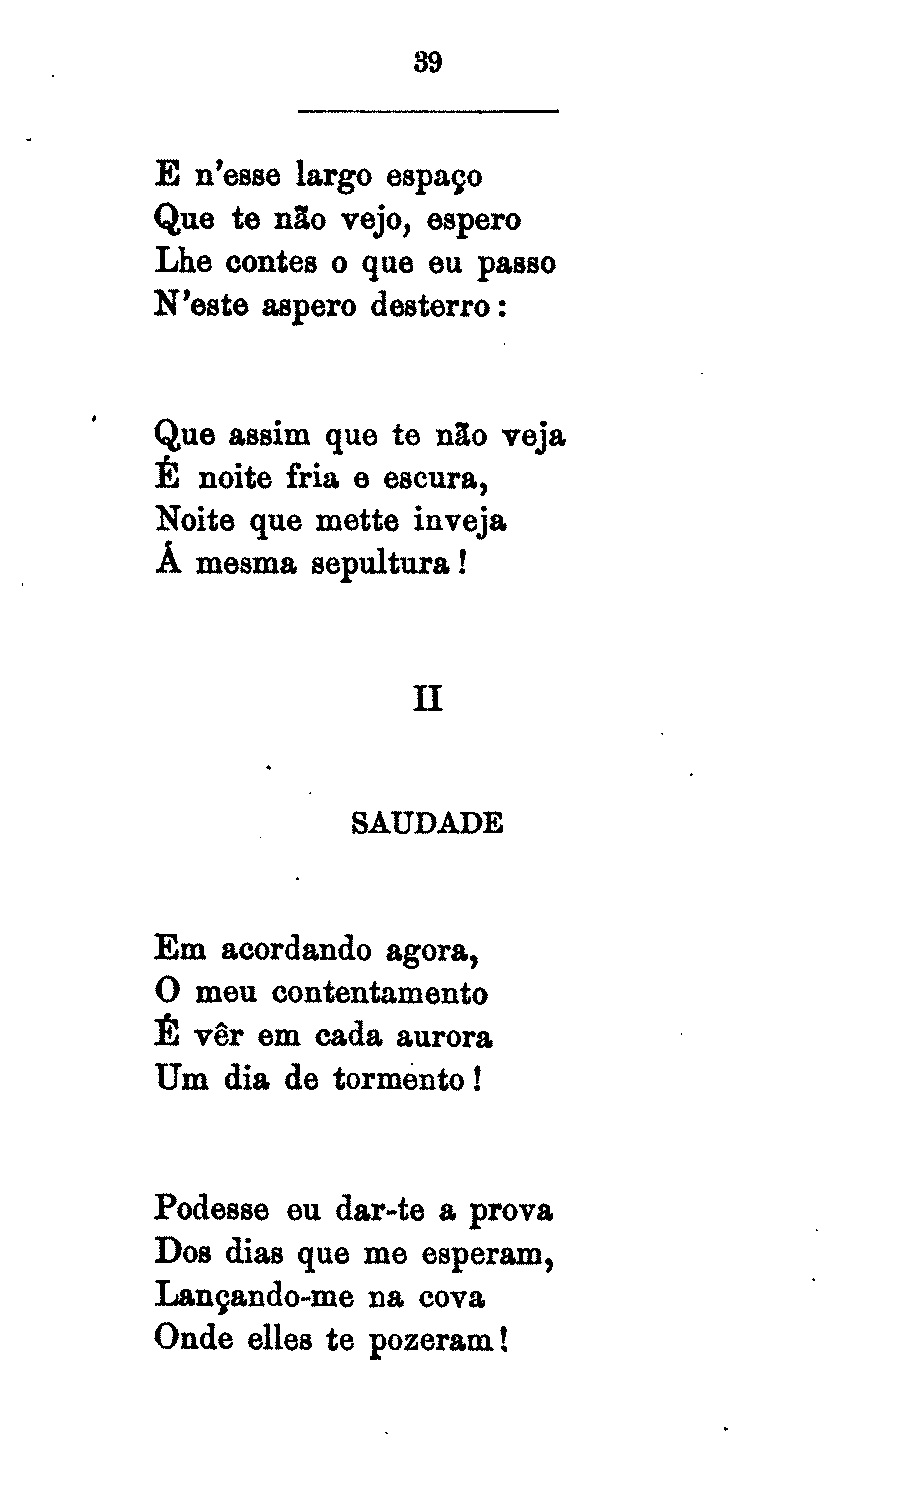 39
E n'esse largo espaço
Que te não vejo, espero
Lhe contes o que eu passo
N'este aspero desterro:
Que assim que te não veja
É noite fria e escura,
Noite que mette inveja
Á mesma sepultura!
II
SAUDADE
Em acordando agora,
O meu contentamento
É vêr em cada aurora
Um dia de tormento!
Podesse eu dar-te a prova
Dos dias que me esperam,
Lançando-me na cova
Onde elles te pozeram!